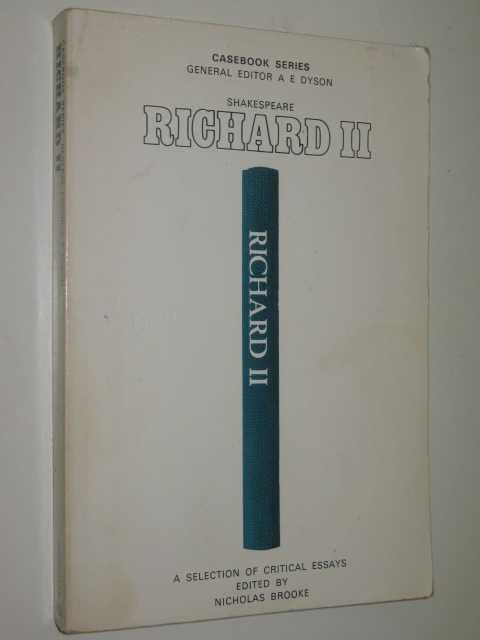 CASEBOOK SERIES
GENERAL EDITOR A E DYSON
SHAKESPEARE
RICHARD II
RICHARD II
A SELECTION OF CRITICAL ESSAYS
EDITED BY
NICHOLAS BROOKE